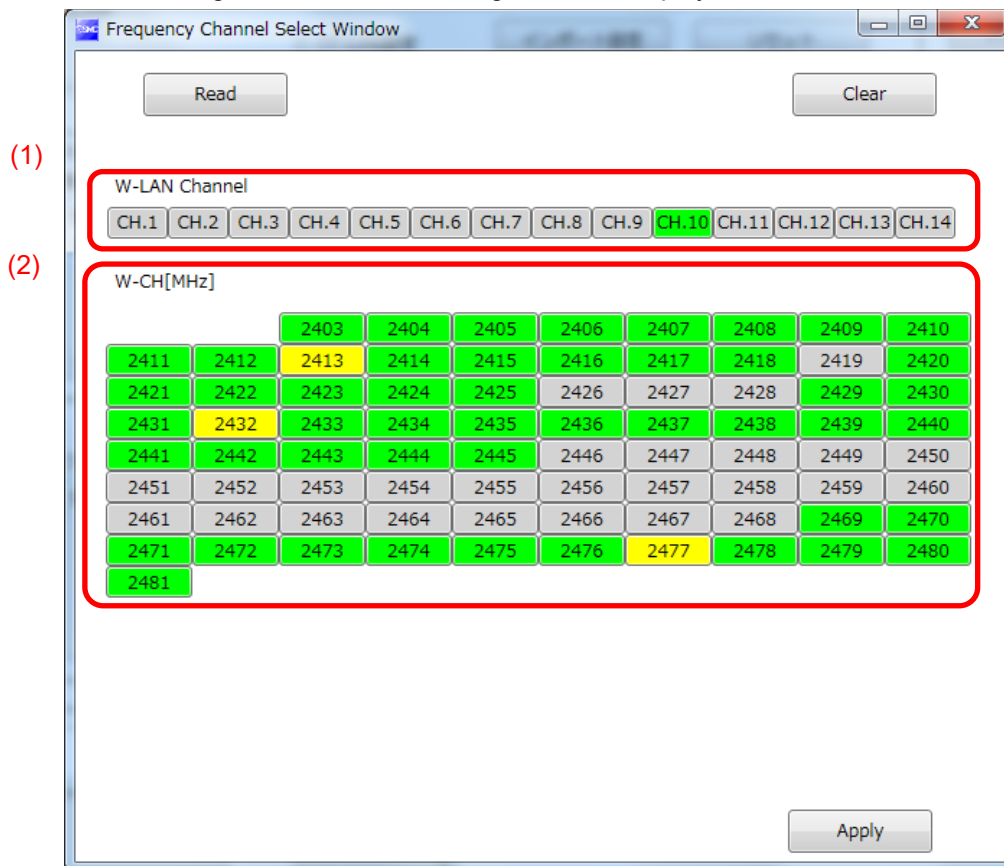 Frequency Channel Select Window
Read
Clear
(1)
W-LAN Channel
CH.1 CH.2 CH.3 CH.4 CH.5 CH.6 CH.7 CH.8 CH.9 CH.10 CH.11 CH.12 CH.13 CH.14
(2)
W-CH[MHz]
2403 2404 2405 2406 2407 2408 2409 2410
2411 2412 2413 2414 2415 2416 2417 2418 2419 2420
2421 2422 2423 2424 2425 2426 2427 2428 2429 2430
2431 2432 2433 2434 2435 2436 2437 2438 2439 2440
2441 2442 2443 2444 2445 2446 2447 2448 2449 2450
2451 2452 2453 2454 2455 2456 2457 2458 2459 2460
2461 2462 2463 2464 2465 2466 2467 2468 2469 2470
2471 2472 2473 2474 2475 2476 2477 2478 2479 2480
2481
Apply